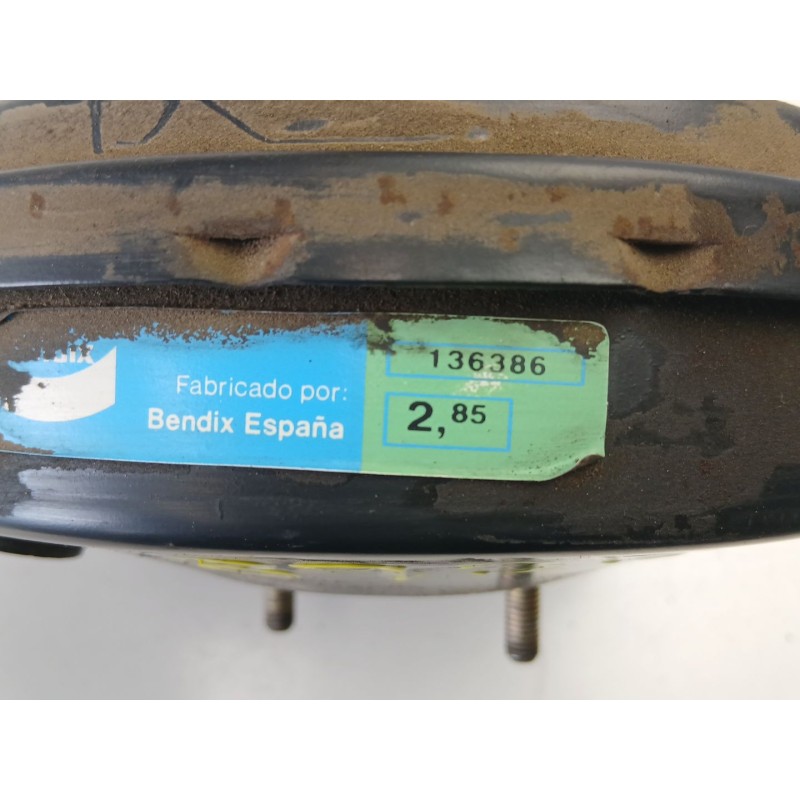 Fabricado por:
Bendix España
136386
2,85